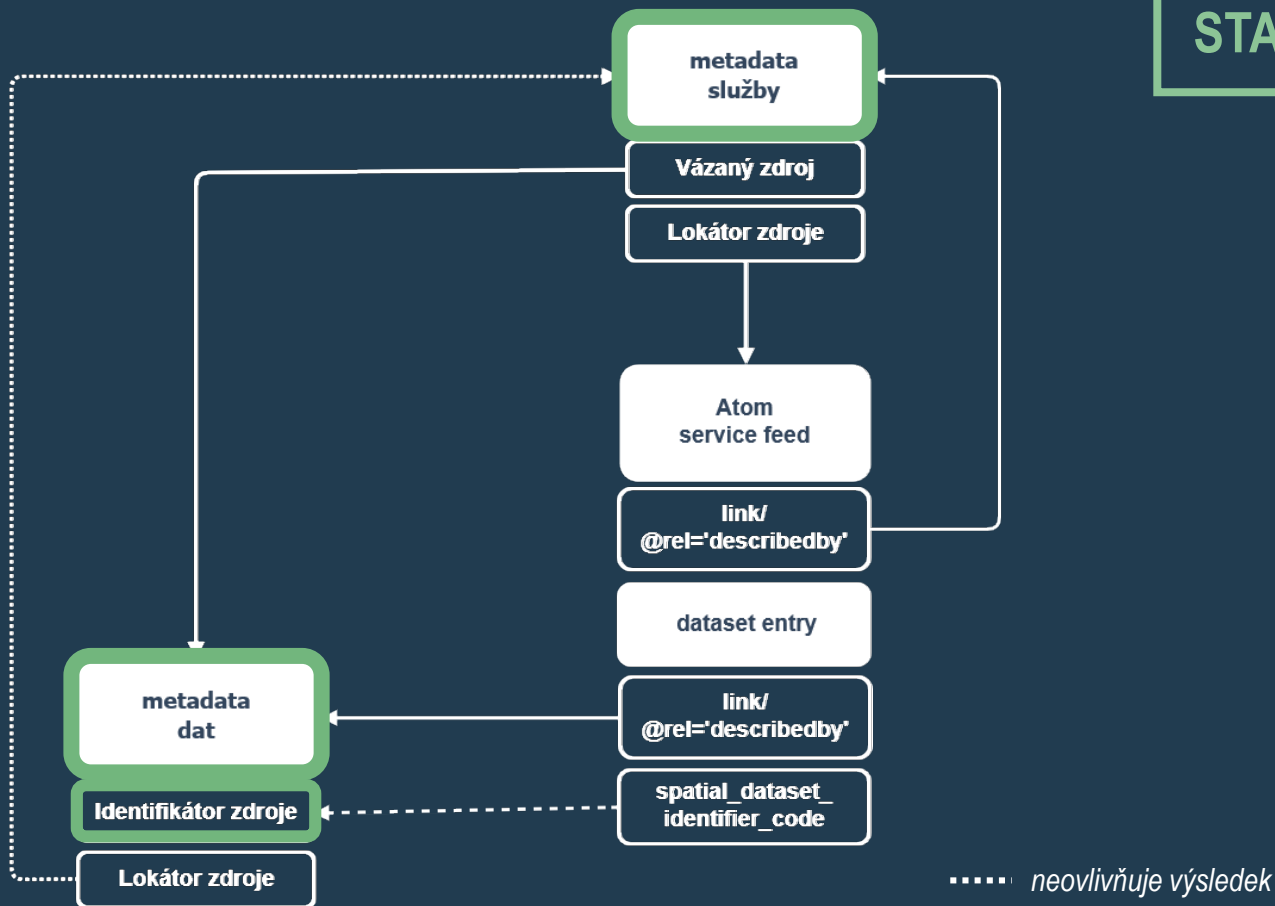 STA
metadata
služby
Vázaný zdroj
Lokátor zdroje
Atom
service feed
link/
@rel='describedby'
dataset entry
link/
@rel='describedby'
spatial_dataset_
identifier_code
metadata
dat
Identifikátor zdroje
Lokátor zdroje
neovlivňuje výsledek